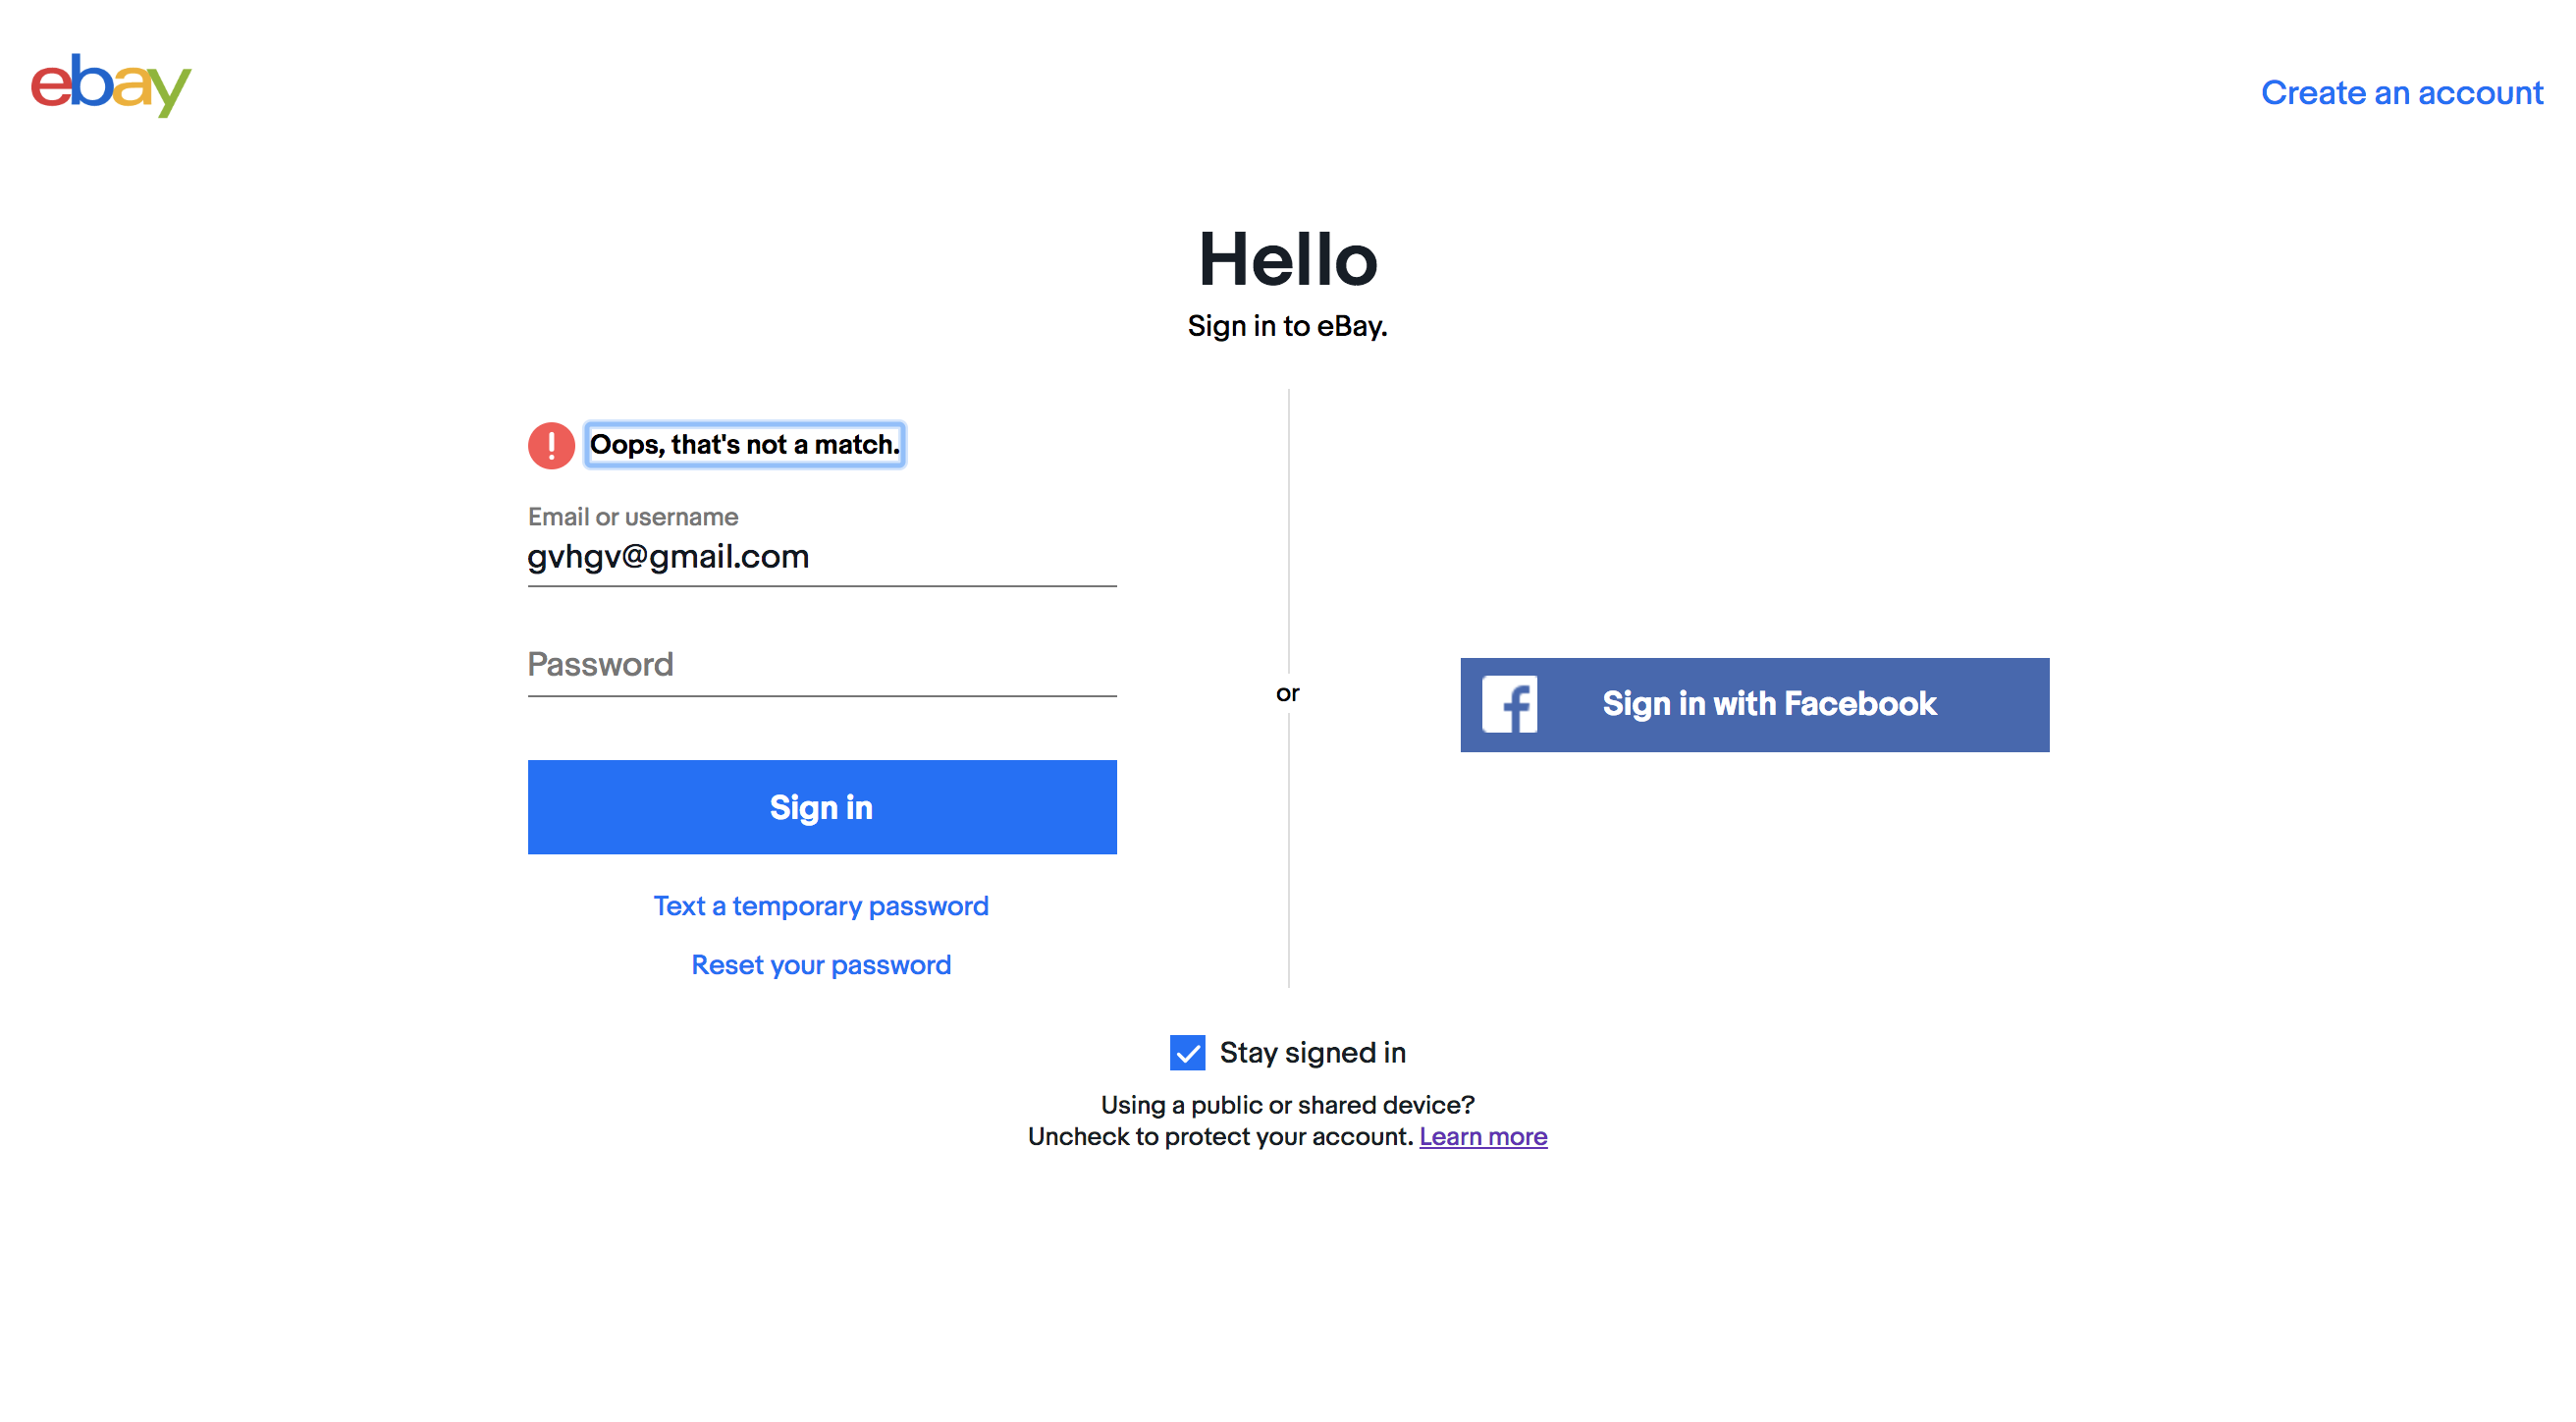 ebay
Create an account
Hello
Sign in to eBay.
Oops, that's not a match.
Email or username
gvhgv@gmail.com
Password
Sign in
Text a temporary password
Reset your password
or
Sign in with Facebook
Stay signed in
Using a public or shared device?
Uncheck to protect your account. Learn more